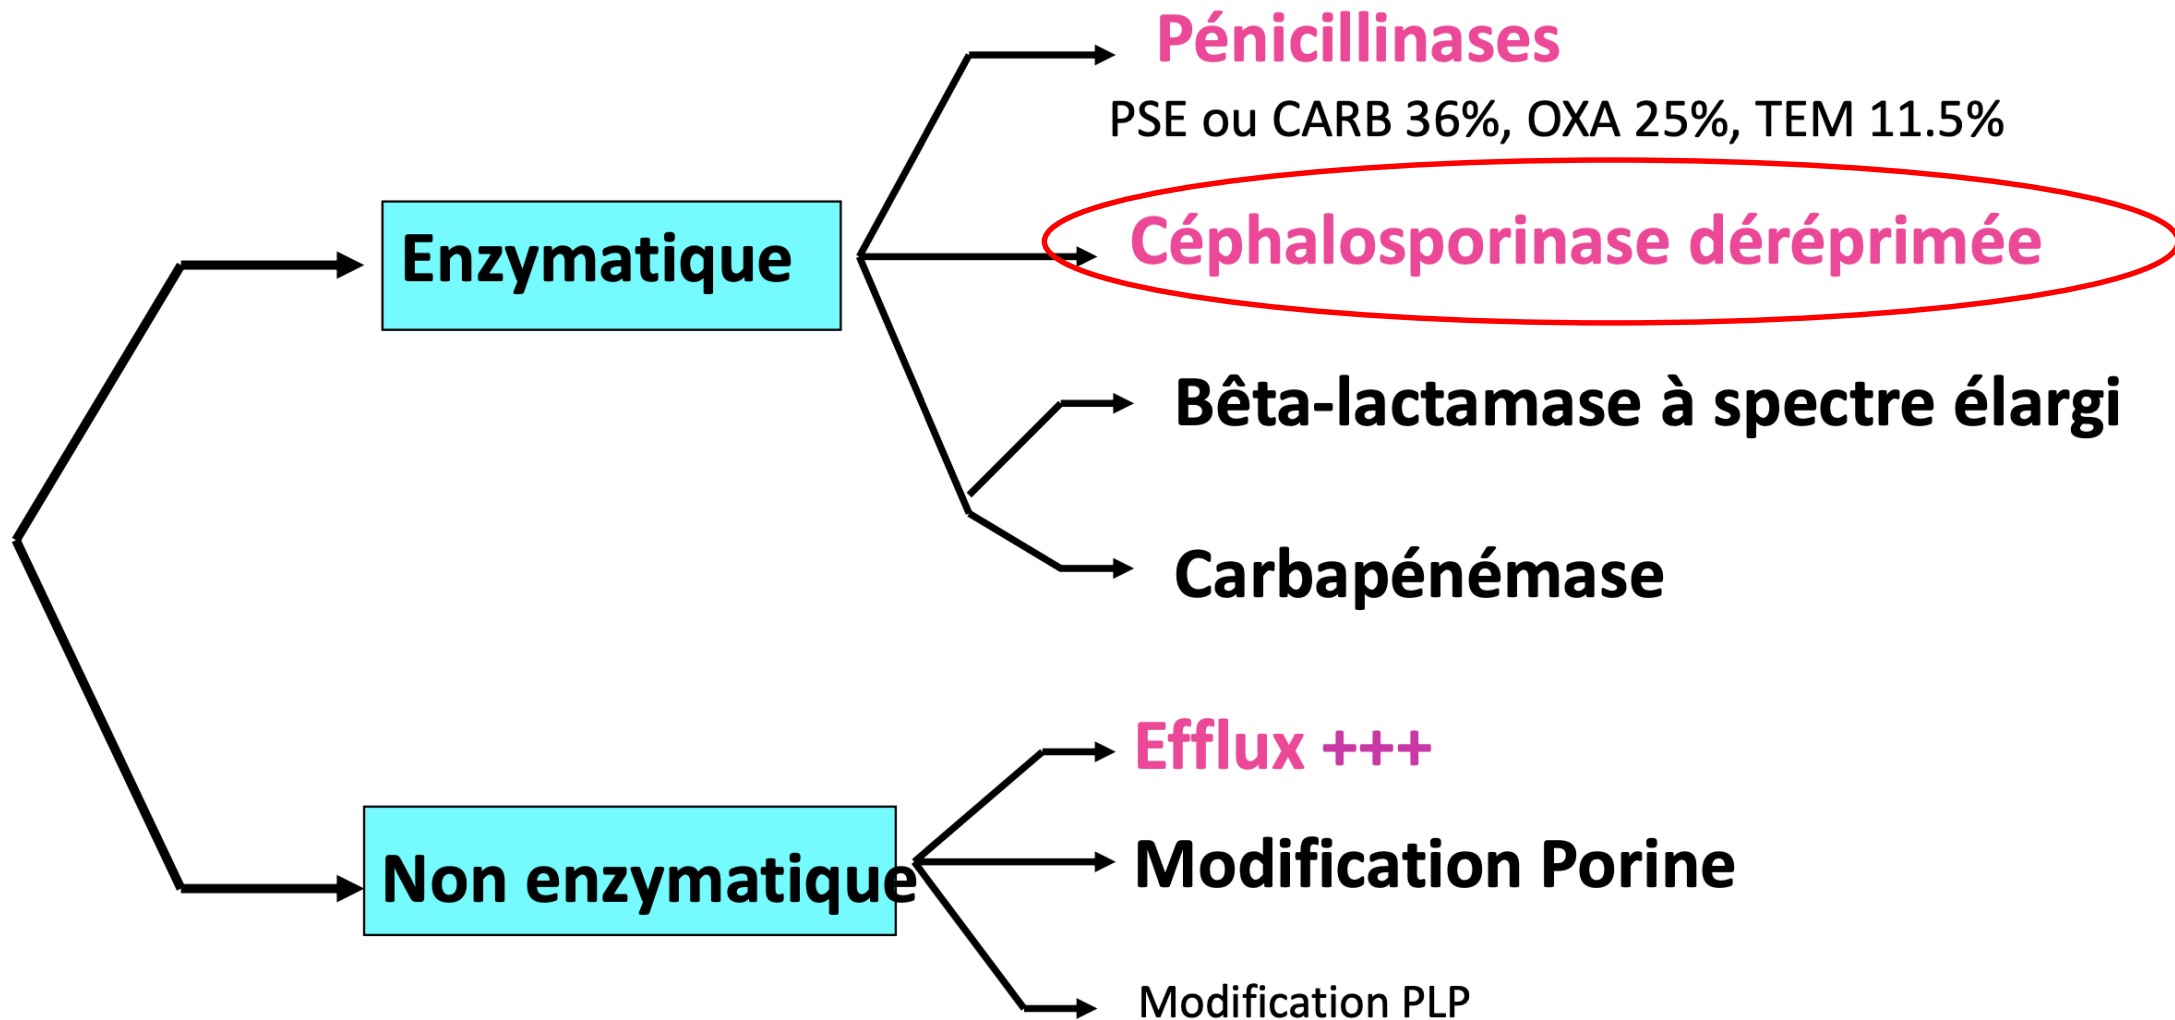 Pénicillinases
PSE ou CARB 36%, OXA 25%, TEM 11.5%
Enzymatique
Céphalosporinase déréprimée
Bêta-lactamase à spectre élargi
Carbapénémase
Efflux +++
Non enzymatique
Modification Porine
Modification PLP